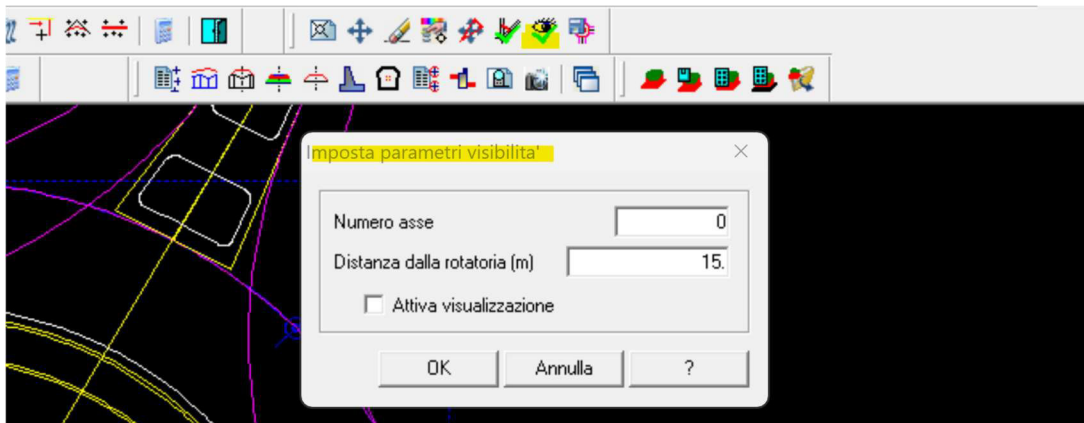 Imposta parametri visibilita'
Numero asse
0
Distanza dalla rotatoria (m)
15.
Attiva visualizzazione
OK
Annulla
?